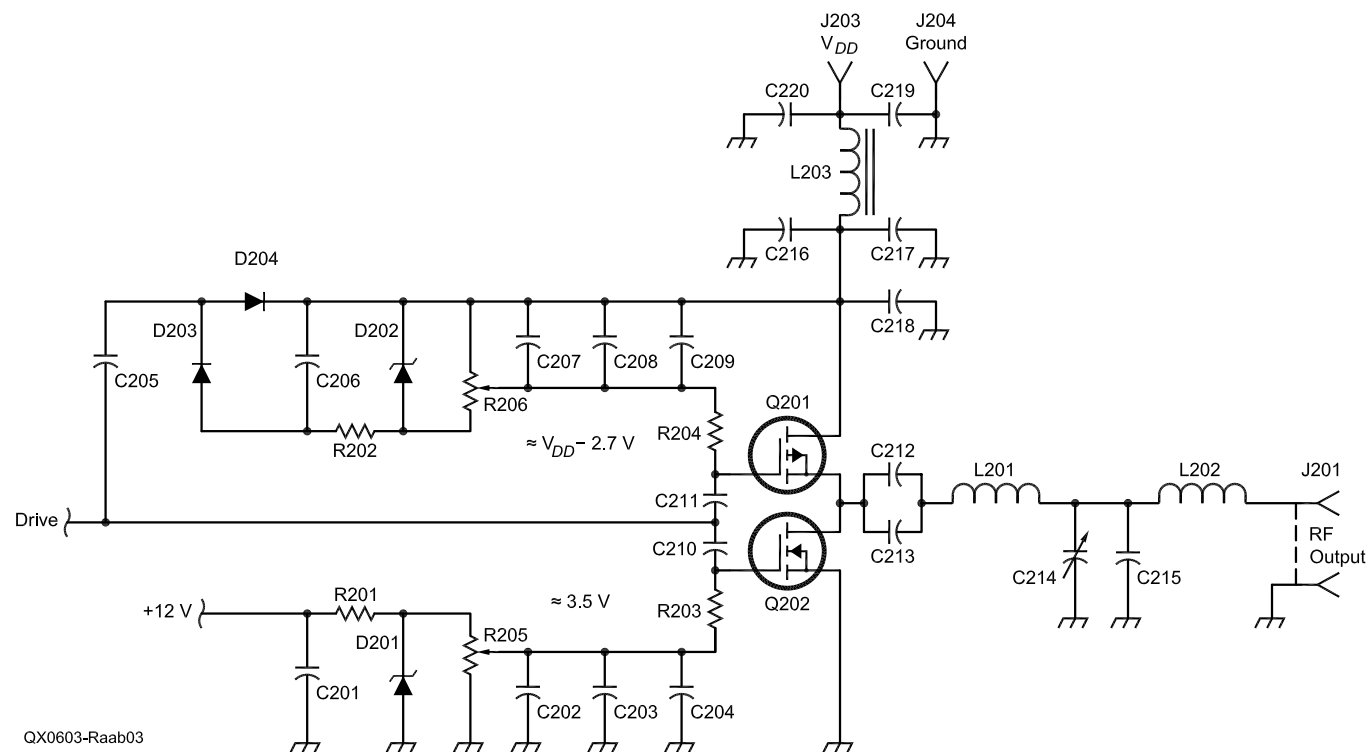 J203
V_DD
J204
Ground
C220
C219
L203
C216
C217
D204
D203
D202
C218
C205
C206
C207
C208
C209
R206
Q201
R202
≈ V_DD – 2.7 V
R204
C212
L201
L202
J201
C211
Drive
C210
C213
RF
Output
C214
C215
Q202
R201
≈ 3.5 V
R203
+12 V
D201
R205
C201
C202
C203
C204
QX0603-Raab03